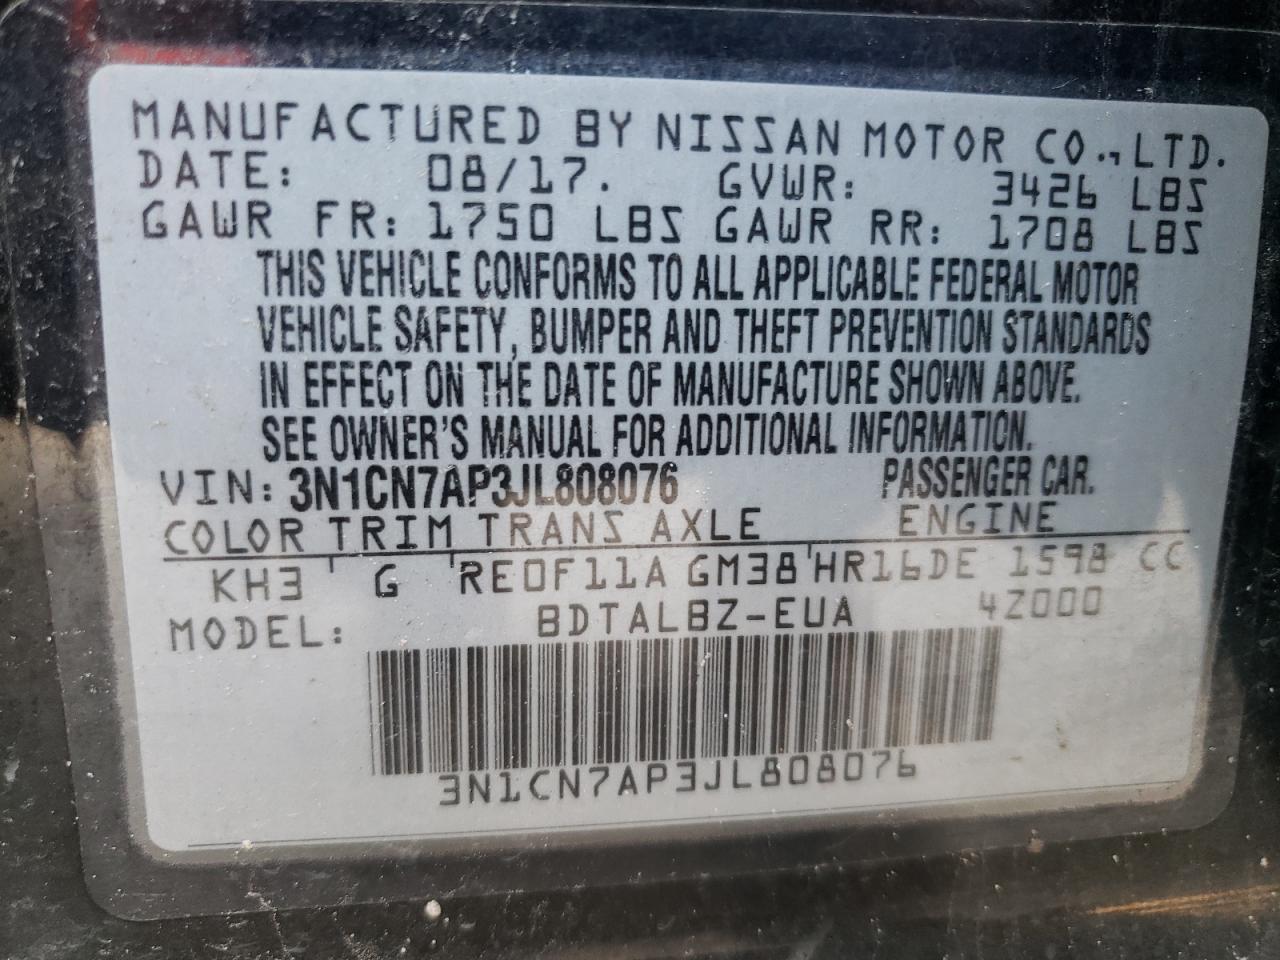 MANUFACTURED BY NISSAN MOTOR CO., LTD.
DATE: 08/17. GVWR: 3426 LBS
GAWR FR: 1750 LBS GAWR RR: 1708 LBS
THIS VEHICLE CONFORMS TO ALL APPLICABLE FEDERAL MOTOR
VEHICLE SAFETY, BUMPER AND THEFT PREVENTION STANDARDS
IN EFFECT ON THE DATE OF MANUFACTURE SHOWN ABOVE.
SEE OWNER'S MANUAL FOR ADDITIONAL INFORMATION.
VIN: 3N1CN7AP3JL808076 PASSENGER CAR.
COLOR TRIM TRANS AXLE ENGINE
KH3 ' G ' RE0F11A GM38 ' HR16DE 1598 CC
MODEL: BDTALBZ-EUA 4Z000
3N1CN7AP3JL808076